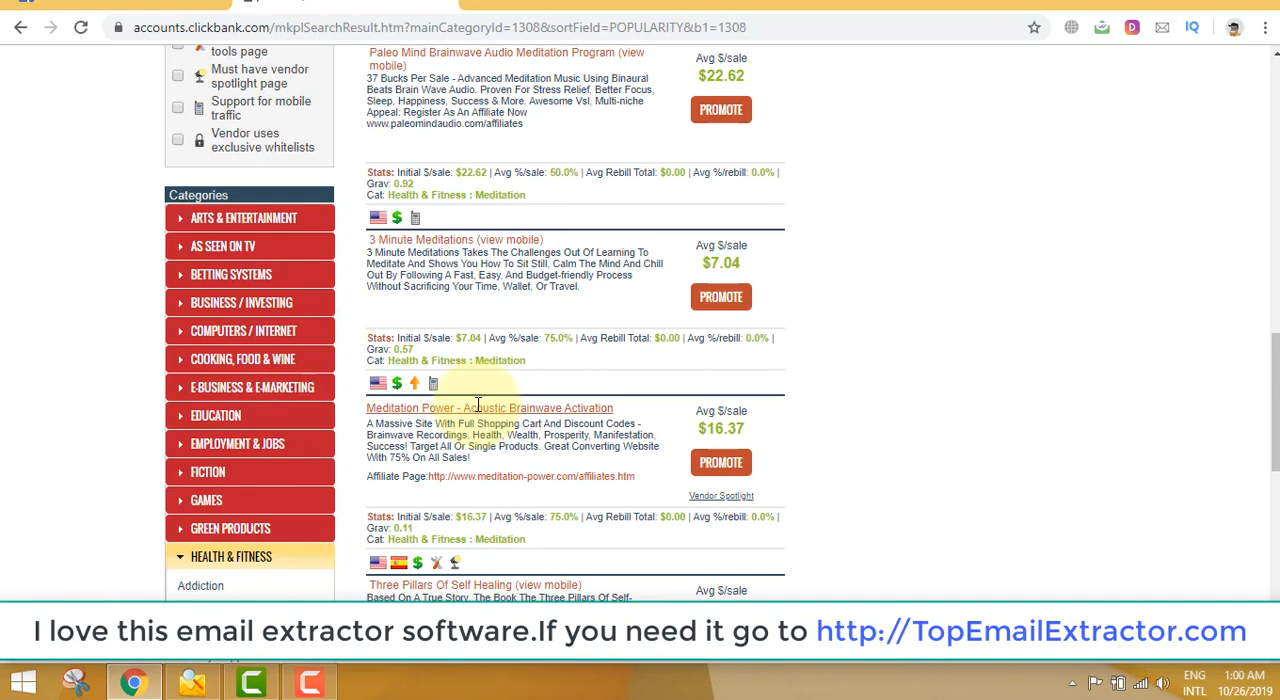 accounts.clickbank.com/mkplSearchResult.htm?mainCategoryId=1308&sortField=POPULARITY&b1=1308
tools page
Must have vendor
spotlight page
Support for mobile
traffic
Vendor uses
exclusive whitelists
Categories
ARTS & ENTERTAINMENT
AS SEEN ON TV
BETTING SYSTEMS
BUSINESS / INVESTING
COMPUTERS / INTERNET
COOKING, FOOD & WINE
E-BUSINESS & E-MARKETING
EDUCATION
EMPLOYMENT & JOBS
FICTION
GAMES
GREEN PRODUCTS
HEALTH & FITNESS
Addiction
Paleo Mind Brainwave Audio Meditation Program (view
mobile)
37 Bucks Per Sale - Advanced Meditation Music Using Binaural
Beats Brain Wave Audio. Proven For Stress Relief, Better Focus,
Sleep, Happiness, Success & More. Awesome Vsl, Multi-niche
Appeal: Register As An Affiliate Now
www.paleomindaudio.com/affiliates
Avg $/sale
$22.62
PROMOTE
Stats: Initial $/sale: $22.62 | Avg %/sale: 50.0% | Avg Rebill Total: $0.00 | Avg %/rebill: 0.0% |
Grav: 0.92
Cat: Health & Fitness : Meditation
3 Minute Meditations (view mobile)
3 Minute Meditations Takes The Challenges Out Of Learning To
Meditate And Shows You How To Sit Still, Calm The Mind And Chill
Out By Following A Fast, Easy, And Budget-friendly Process
Without Sacrificing Your Time, Wallet, Or Travel.
Avg $/sale
$7.04
PROMOTE
Stats: Initial $/sale: $7.04 | Avg %/sale: 75.0% | Avg Rebill Total: $0.00 | Avg %/rebill: 0.0% |
Grav: 0.57
Cat: Health & Fitness : Meditation
Meditation Power - Acoustic Brainwave Activation
A Massive Site With Full Shopping Cart And Discount Codes -
Brainwave Recordings, Health, Wealth, Prosperity, Manifestation,
Success! Target All Or Single Products. Great Converting Website
With 75% On All Sales!
Affiliate Page:http://www.meditation-power.com/affiliates.htm
Avg $/sale
$16.37
PROMOTE
Vendor Spotlight
Stats: Initial $/sale: $16.37 | Avg %/sale: 75.0% | Avg Rebill Total: $0.00 | Avg %/rebill: 0.0% |
Grav: 0.11
Cat: Health & Fitness : Meditation
Three Pillars Of Self Healing (view mobile)
Based On A True Story, The Book The Three Pillars Of Self-
Avg $/sale
I love this email extractor software.If you need it go to http://TopEmailExtractor.com
ENG
INTL
1:00 AM
10/26/2019